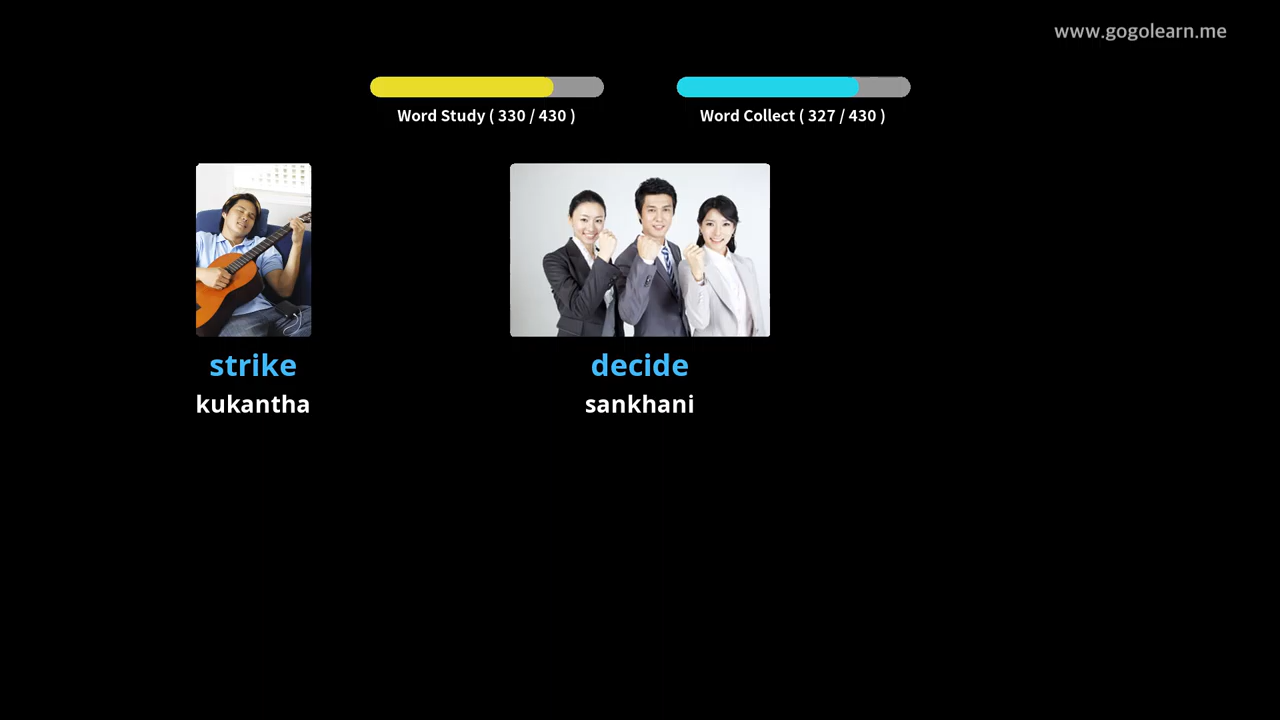 www.gogolearn.me
Word Study ( 330 / 430 )
Word Collect ( 327 / 430 )
strike
kukantha
decide
sankhani